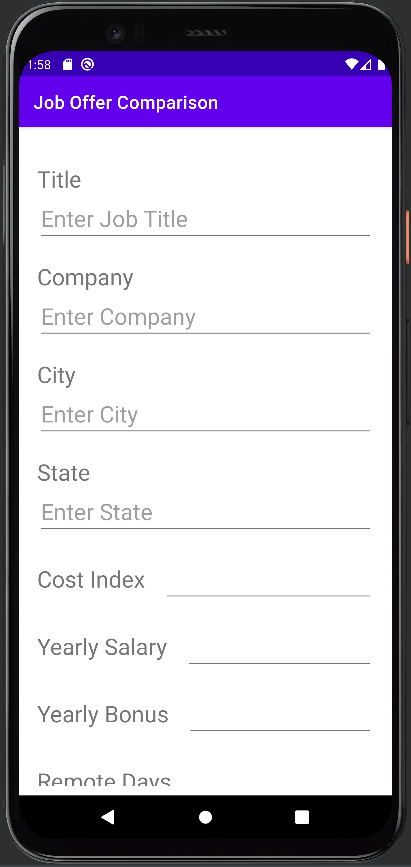 1:58
Job Offer Comparison
Title
Enter Job Title
Company
Enter Company
City
Enter City
State
Enter State
Cost Index
Yearly Salary
Yearly Bonus
Remote Days